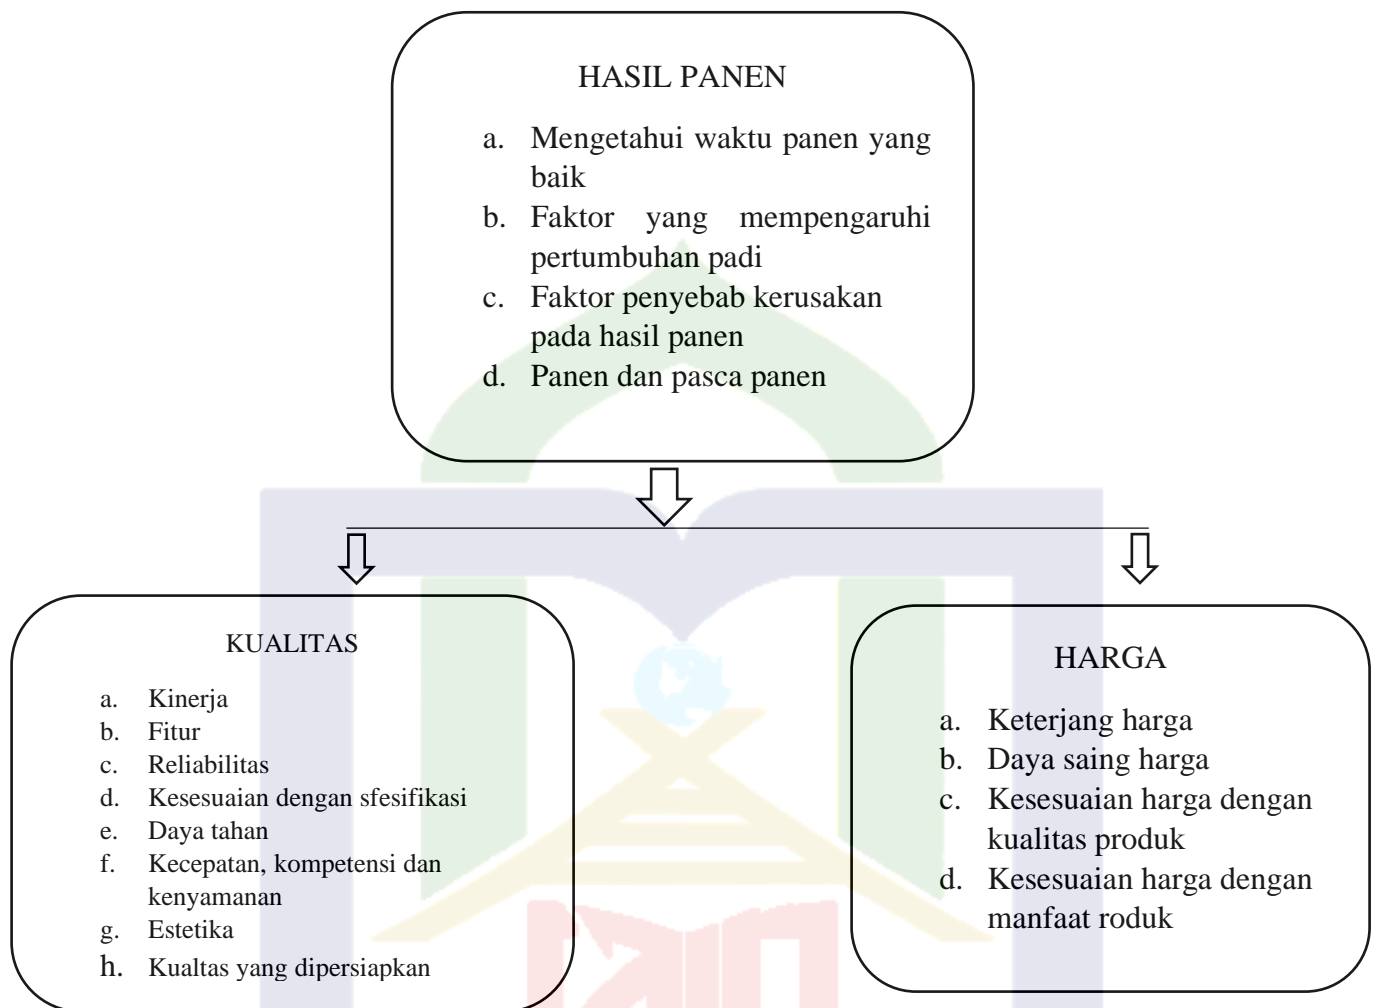 HASIL PANEN
a. Mengetahui waktu panen yang
baik
b. Faktor yang mempengaruhi
pertumbuhan padi
c. Faktor penyebab kerusakan
pada hasil panen
d. Panen dan pasca panen
KUALITAS
a. Kinerja
b. Fitur
c. Reliabilitas
d. Kesesuaian dengan sfesifikasi
e. Daya tahan
f. Kecepatan, kompetensi dan
kenyamanan
g. Estetika
h. Kualtas yang dipersiapkan
HARGA
a. Keterjang harga
b. Daya saing harga
c. Kesesuaian harga dengan
kualitas produk
d. Kesesuaian harga dengan
manfaat roduk